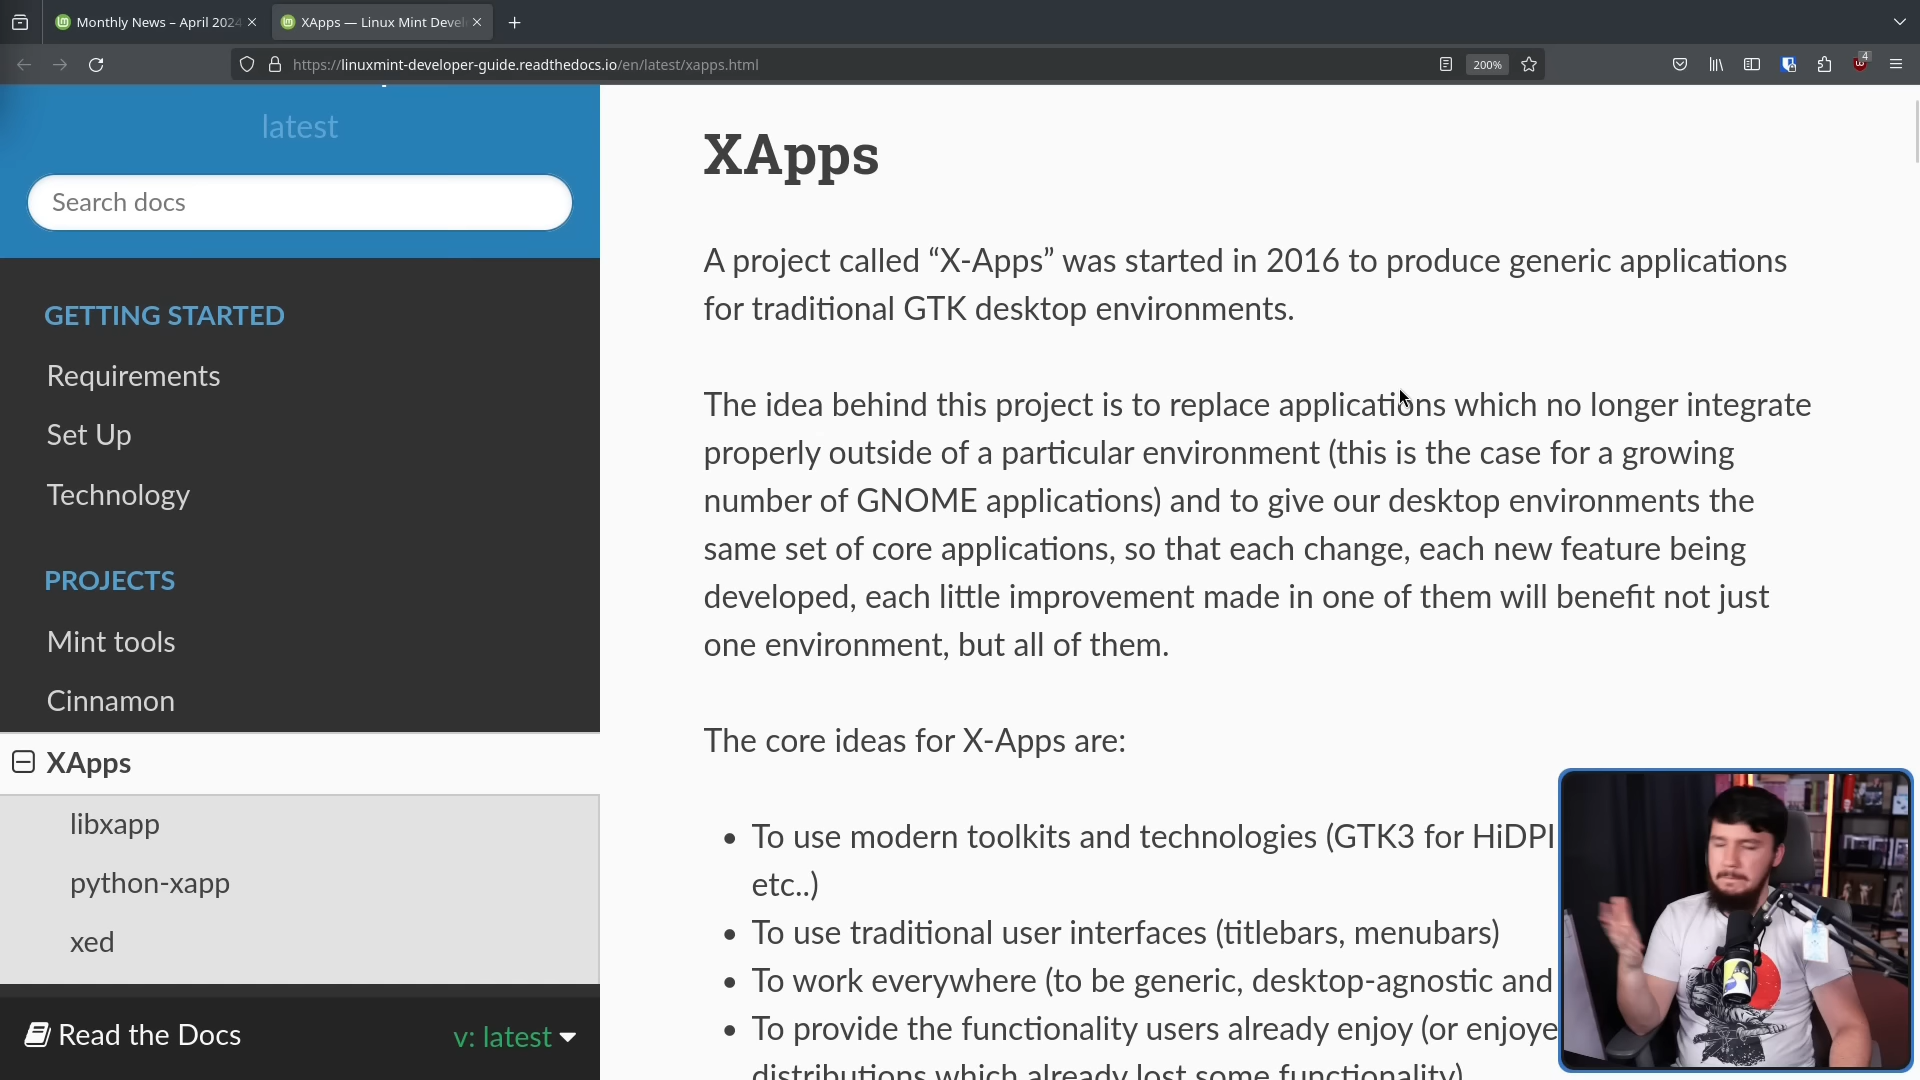 Monthly News – April 2024
XApps — Linux Mint Devel
https://linuxmint-developer-guide.readthedocs.io/en/latest/xapps.html
200%
4
latest
Search docs
GETTING STARTED
Requirements
Set Up
Technology
PROJECTS
Mint tools
Cinnamon
XApps
libxapp
python-xapp
xed
Read the Docs
v: latest
XApps
A project called “X-Apps” was started in 2016 to produce generic applications
for traditional GTK desktop environments.
The idea behind this project is to replace applications which no longer integrate
properly outside of a particular environment (this is the case for a growing
number of GNOME applications) and to give our desktop environments the
same set of core applications, so that each change, each new feature being
developed, each little improvement made in one of them will benefit not just
one environment, but all of them.
The core ideas for X-Apps are:
• To use modern toolkits and technologies (GTK3 for HiDPI
etc..)
• To use traditional user interfaces (titlebars, menubars)
• To work everywhere (to be generic, desktop-agnostic and
• To provide the functionality users already enjoy (or enjoye
distributions which already lost some functionality)